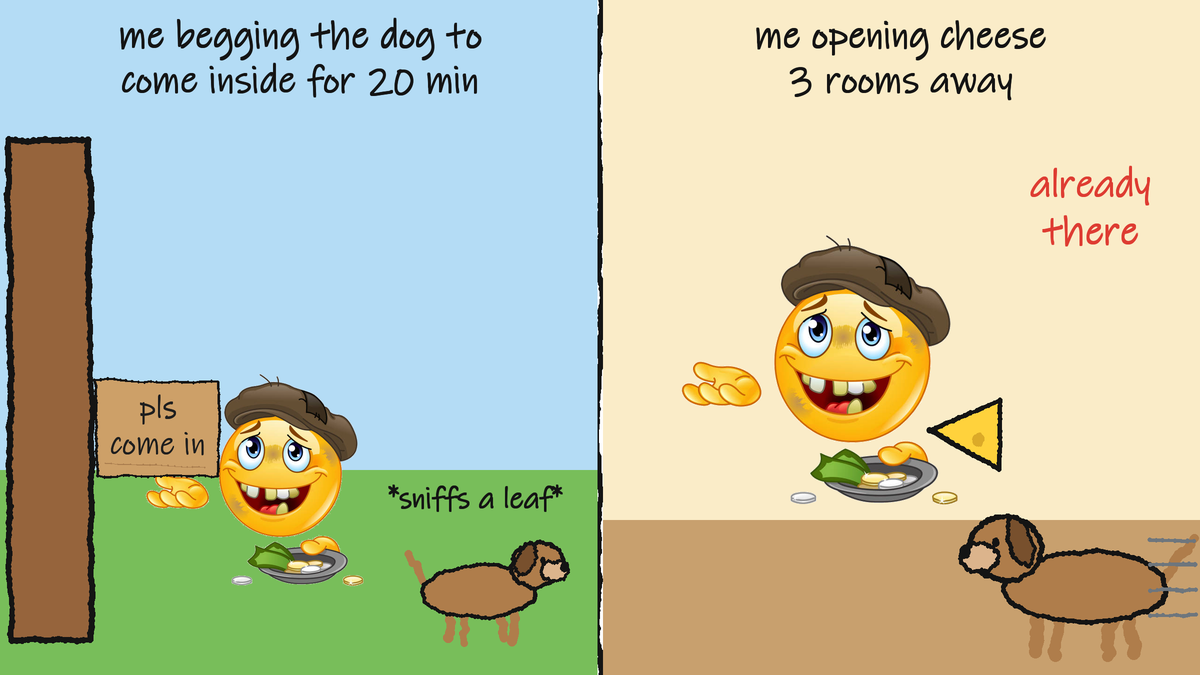 me begging the dog to
come inside for 20 min
pls
come in
*sniffs a leaf*
me opening cheese
3 rooms away
already
there